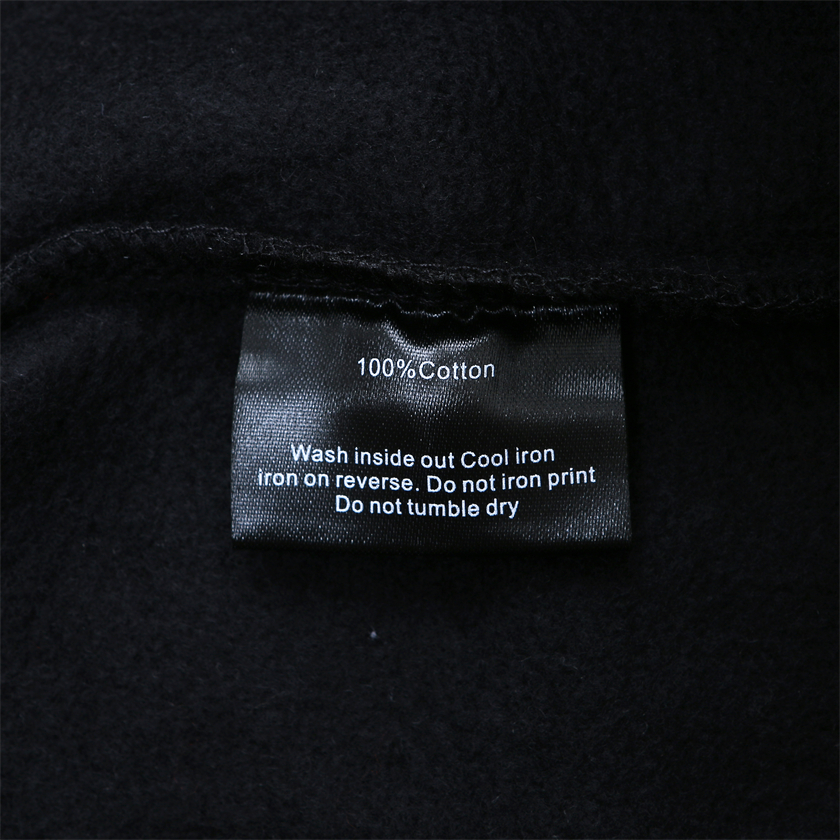 100%Cotton
Wash inside out Cool iron
iron on reverse. Do not iron print
Do not tumble dry